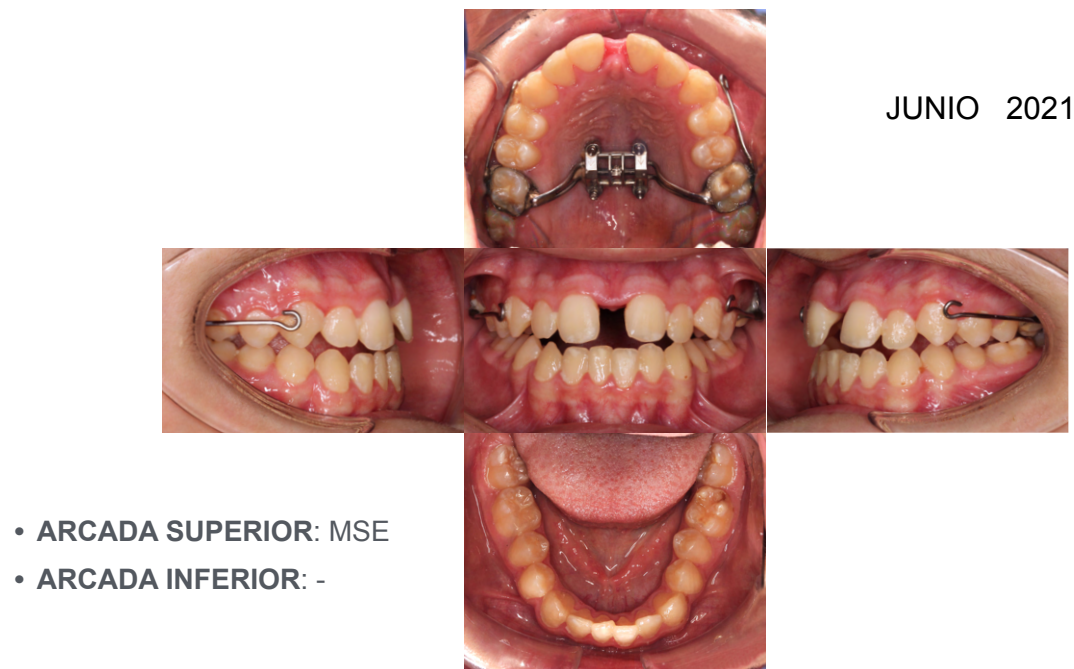 JUNIO 2021
• ARCADA SUPERIOR: MSE
• ARCADA INFERIOR: -